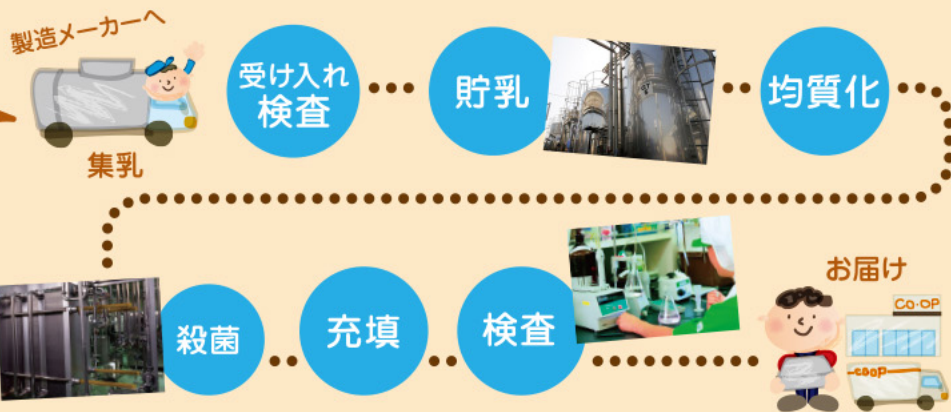 製造メーカーへ
集乳
受け入れ
検査
貯乳
均質化
殺菌
充填
検査
お届け
CO・OP
coop